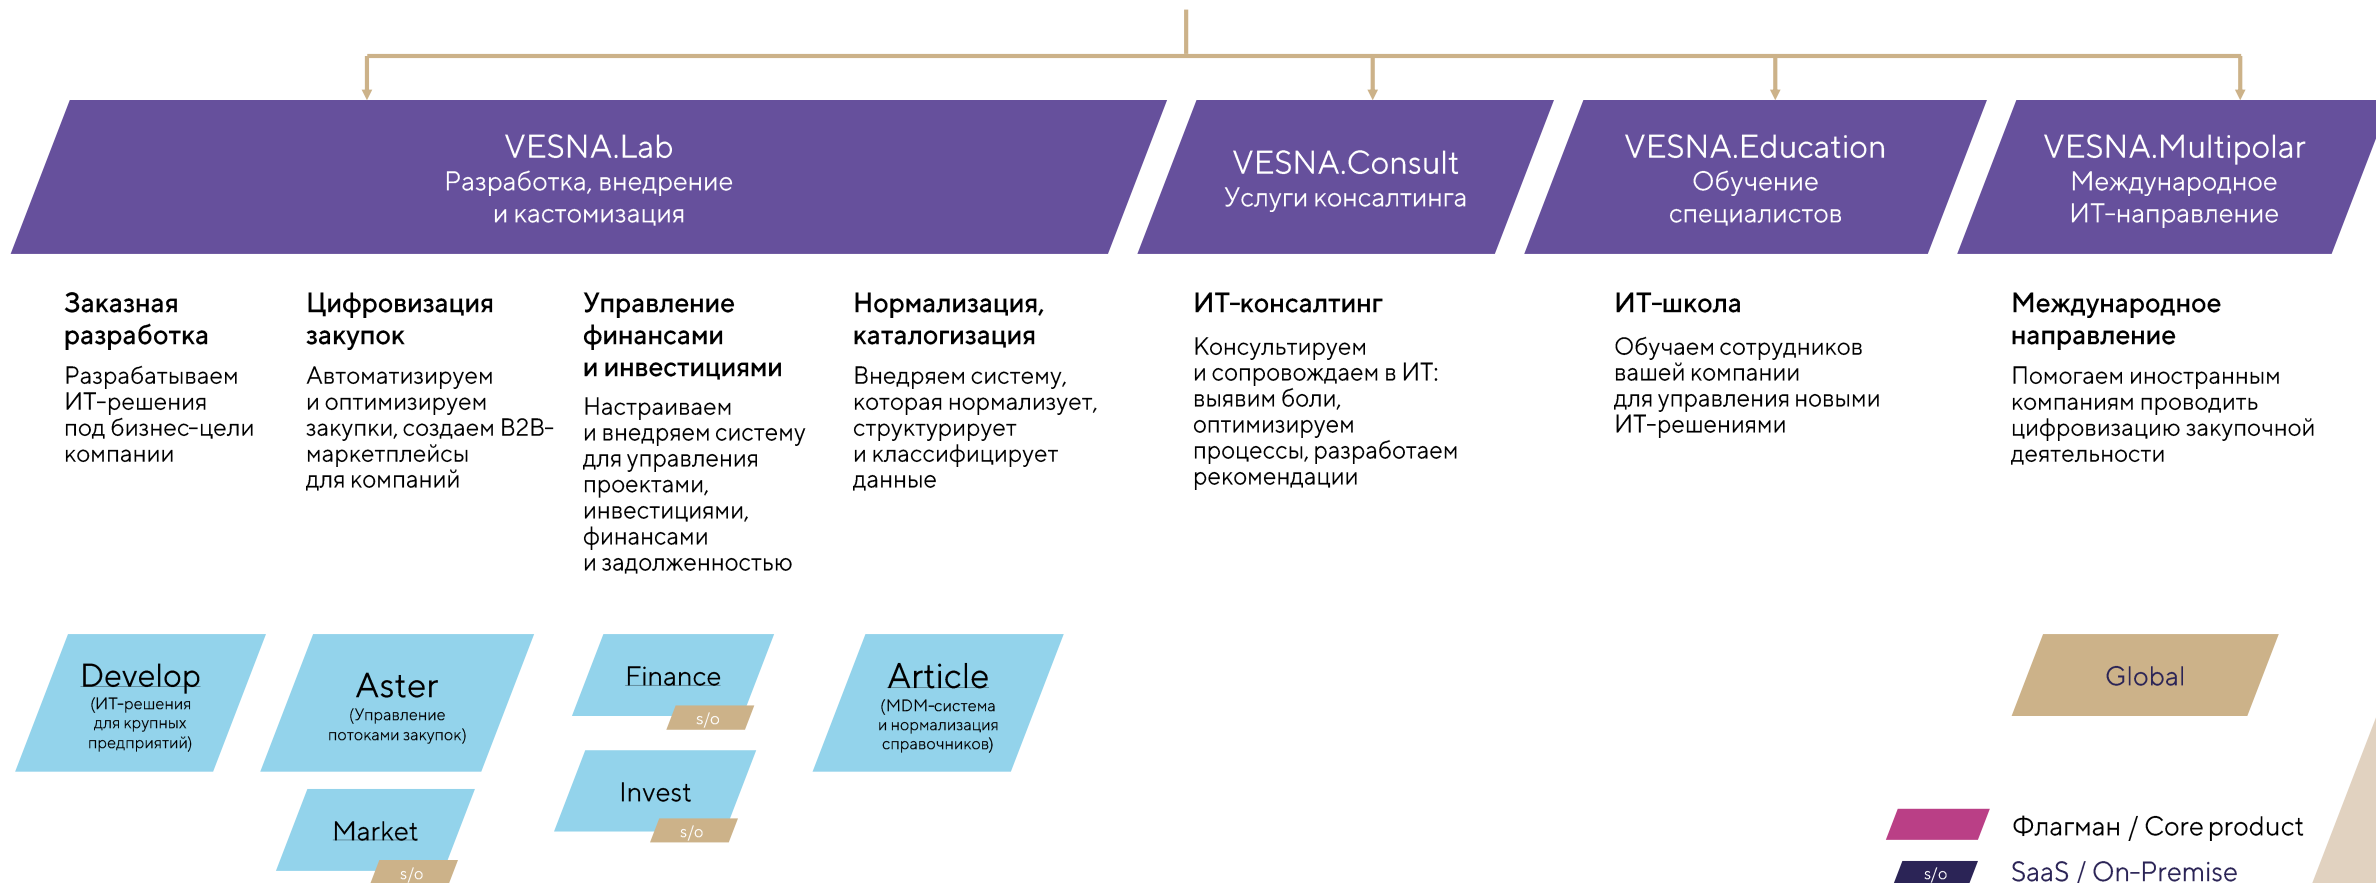 VESNA.Lab
Разработка, внедрение
и кастомизация
VESNA.Consult
Услуги консалтинга
VESNA.Education
Обучение
специалистов
VESNA.Multipolar
Международное
ИТ-направление
Заказная
разработка
Разрабатываем
ИТ-решения
под бизнес-цели
компании
Цифровизация
закупок
Автоматизируем
и оптимизируем
закупки, создаем B2B-
маркетплейсы
для компаний
Управление
финансами
и инвестициями
Настраиваем
и внедряем систему
для управления
проектами,
инвестициями,
финансами
и задолженностью
Нормализация,
каталогизация
Внедряем систему,
которая нормализует,
структурирует
и классифицирует
данные
ИТ-консалтинг
Консультируем
и сопровождаем в ИТ:
выявим боли,
оптимизируем
процессы, разработаем
рекомендации
ИТ-школа
Обучаем сотрудников
вашей компании
для управления новыми
ИТ-решениями
Международное
направление
Помогаем иностранным
компаниям проводить
цифровизацию закупочной
деятельности
Develop
(ИТ-решения
для крупных
предприятий)
Aster
(Управление
потоками закупок)
Market
s/o
Finance
s/o
Invest
s/o
Article
(MDM-система
и нормализация
справочников)
Global
Флагман / Core product
s/o
SaaS / On-Premise